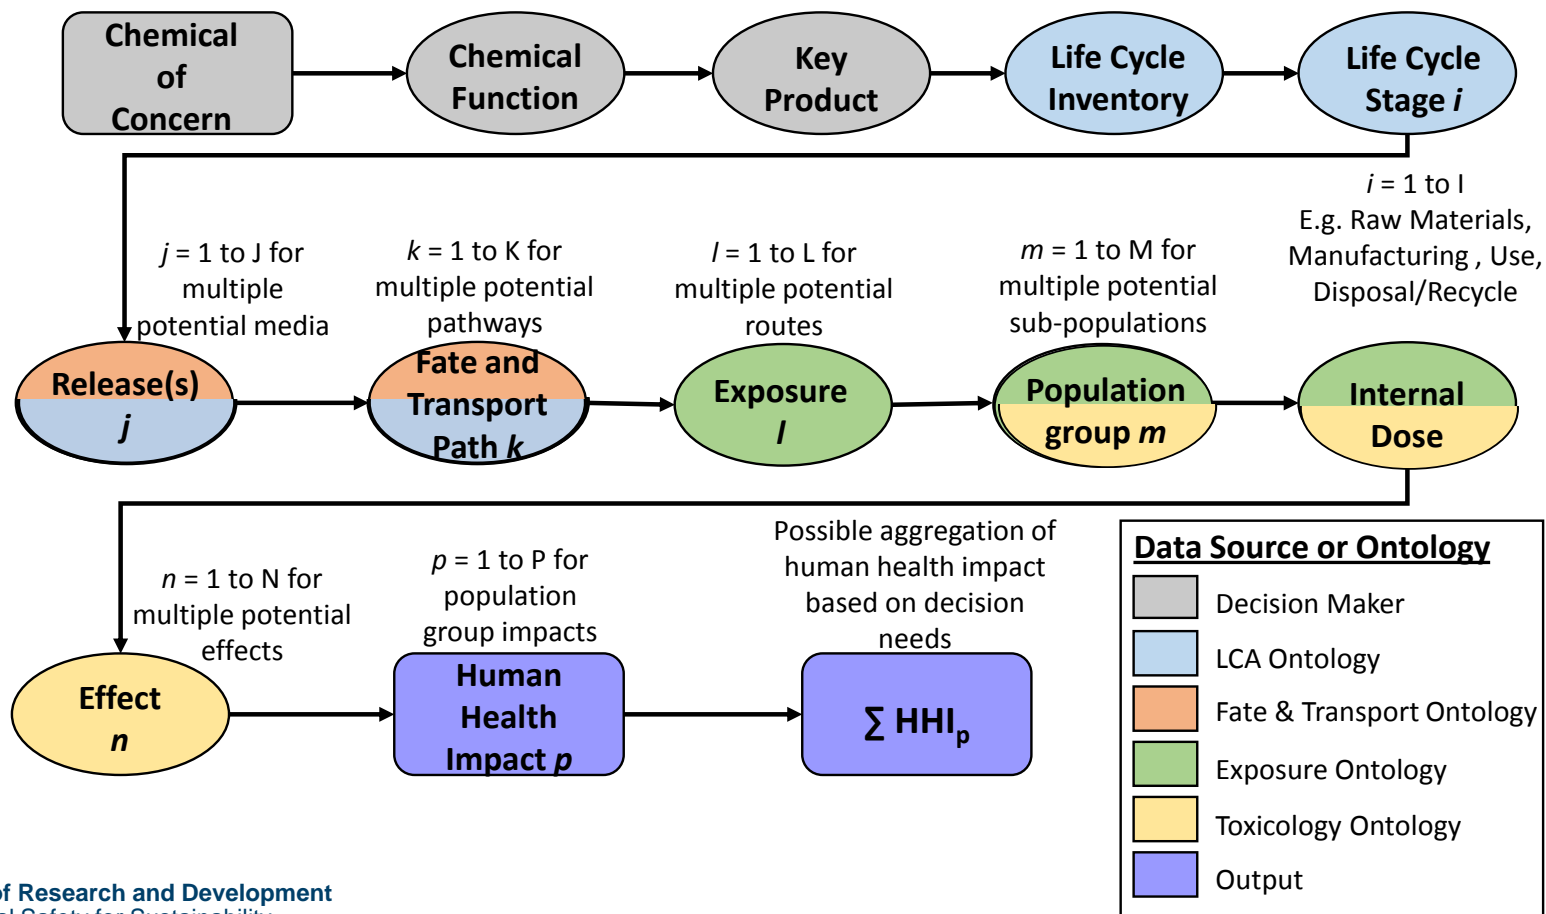 Chemical
of
Concern
Chemical
Function
Key
Product
Life Cycle
Inventory
Life Cycle
Stage i
i = 1 to I
E.g. Raw Materials,
Manufacturing , Use,
Disposal/Recycle
j = 1 to J for
multiple
potential media
k = 1 to K for
multiple potential
pathways
l = 1 to L for
multiple potential
routes
m = 1 to M for
multiple potential
sub-populations
Release(s)
j
Fate and
Transport
Path k
Exposure
l
Population
group m
Internal
Dose
n = 1 to N for
multiple potential
effects
p = 1 to P for
population
group impacts
Possible aggregation of
human health impact
based on decision
needs
Effect
n
Human
Health
Impact p
∑ HHIp
Data Source or Ontology
Decision Maker
LCA Ontology
Fate & Transport Ontology
Exposure Ontology
Toxicology Ontology
Output
of Research and Development
al Safety for Sustainability